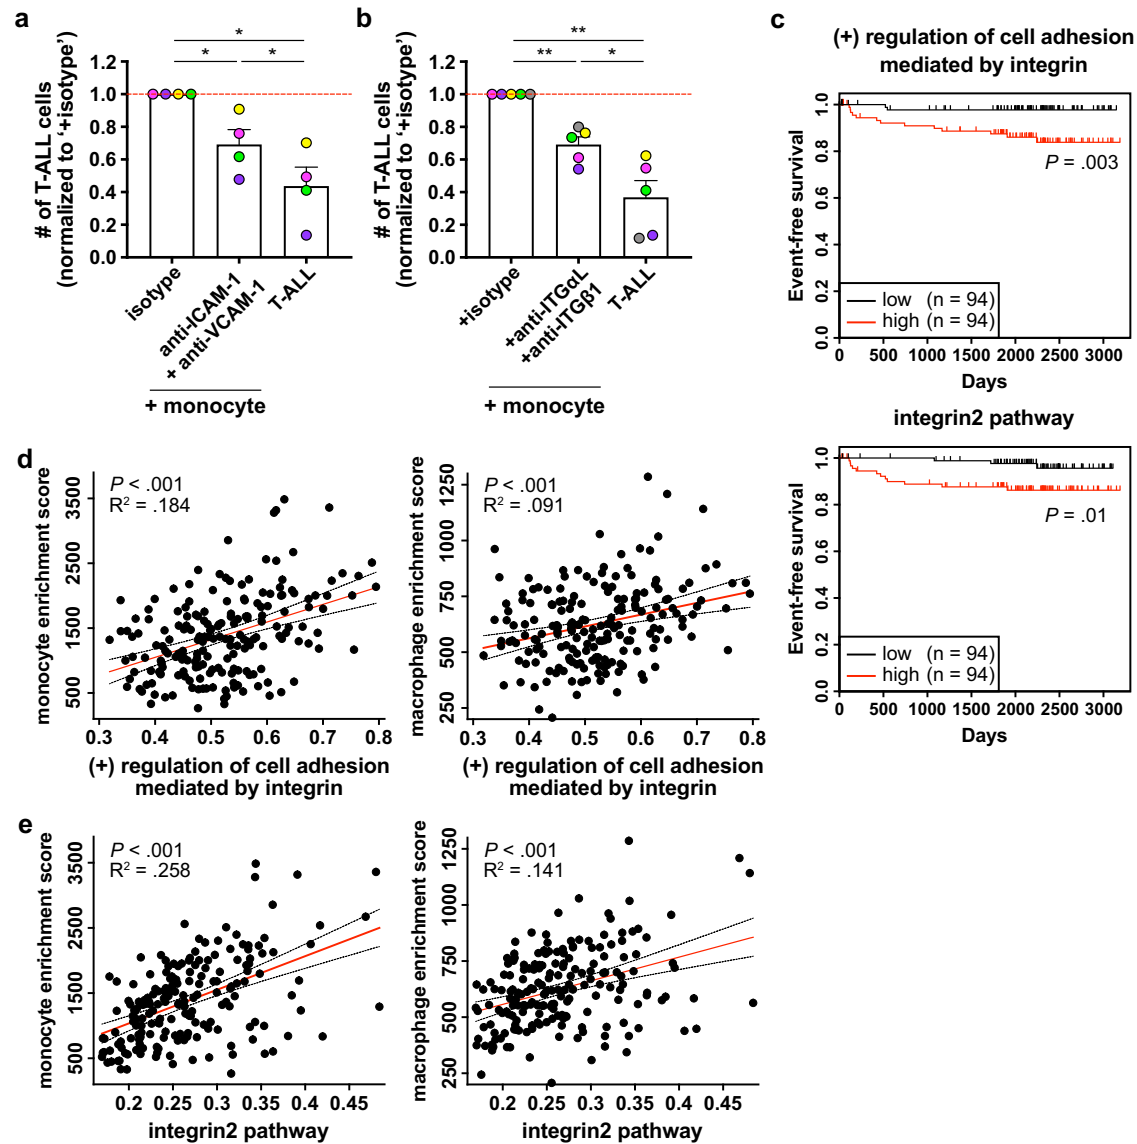 a
*
*
*
# of T-ALL cells
(normalized to ‘+isotype’)
1.2
1.0
0.8
0.6
0.4
0.2
0.0
isotype
anti-ICAM-1
+ anti-VCAM-1
T-ALL
+ monocyte
b
**
**
*
# of T-ALL cells
(normalized to ‘+isotype’)
1.2
1.0
0.8
0.6
0.4
0.2
0.0
+isotype
+anti-ITGαL
+anti-ITGβ1
T-ALL
+ monocyte
c
(+) regulation of cell adhesion
mediated by integrin
Event-free survival
1.0
0.8
0.6
0.4
0.2
0.0
P = .003
low (n = 94)
high (n = 94)
0 500 1000 1500 2000 2500 3000
Days
integrin2 pathway
Event-free survival
1.0
0.8
0.6
0.4
0.2
0.0
P = .01
low (n = 94)
high (n = 94)
0 500 1000 1500 2000 2500 3000
Days
d
monocyte enrichment score
3500
2500
1500
500
P < .001
R² = .184
0.3 0.4 0.5 0.6 0.7 0.8
(+) regulation of cell adhesion
mediated by integrin
macrophage enrichment score
1250
1000
750
500
250
P < .001
R² = .091
0.3 0.4 0.5 0.6 0.7 0.8
(+) regulation of cell adhesion
mediated by integrin
e
monocyte enrichment score
3500
2500
1500
500
P < .001
R² = .258
0.2 0.25 0.3 0.35 0.4 0.45
integrin2 pathway
macrophage enrichment score
1250
1000
750
500
250
P < .001
R² = .141
0.2 0.25 0.3 0.35 0.4 0.45
integrin2 pathway